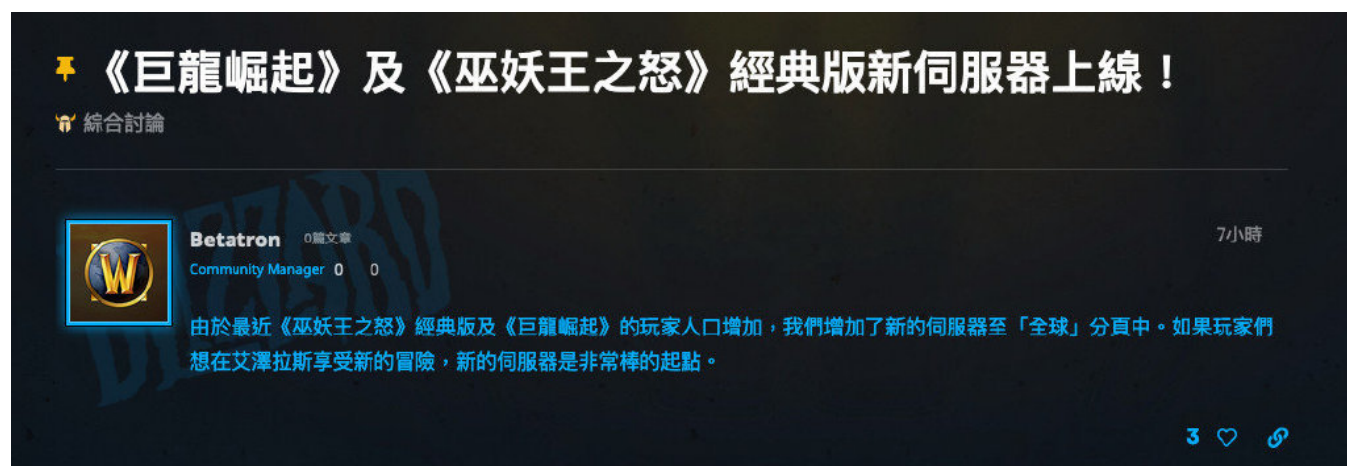 《巨龍崛起》及《巫妖王之怒》經典版新伺服器上線！
綜合討論
BLIZZARD
Betatron 0篇文章
7小時
Community Manager 0 0
由於最近《巫妖王之怒》經典版及《巨龍崛起》的玩家人口增加，我們增加了新的伺服器至「全球」分頁中。如果玩家們
想在艾澤拉斯享受新的冒險，新的伺服器是非常棒的起點。
3